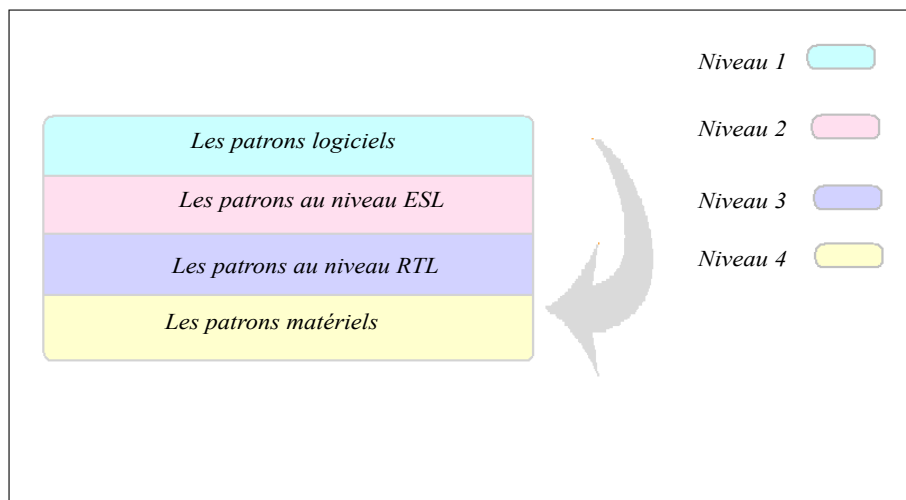 Les patrons logiciels
Les patrons au niveau ESL
Les patrons au niveau RTL
Les patrons matériels
Niveau 1
Niveau 2
Niveau 3
Niveau 4